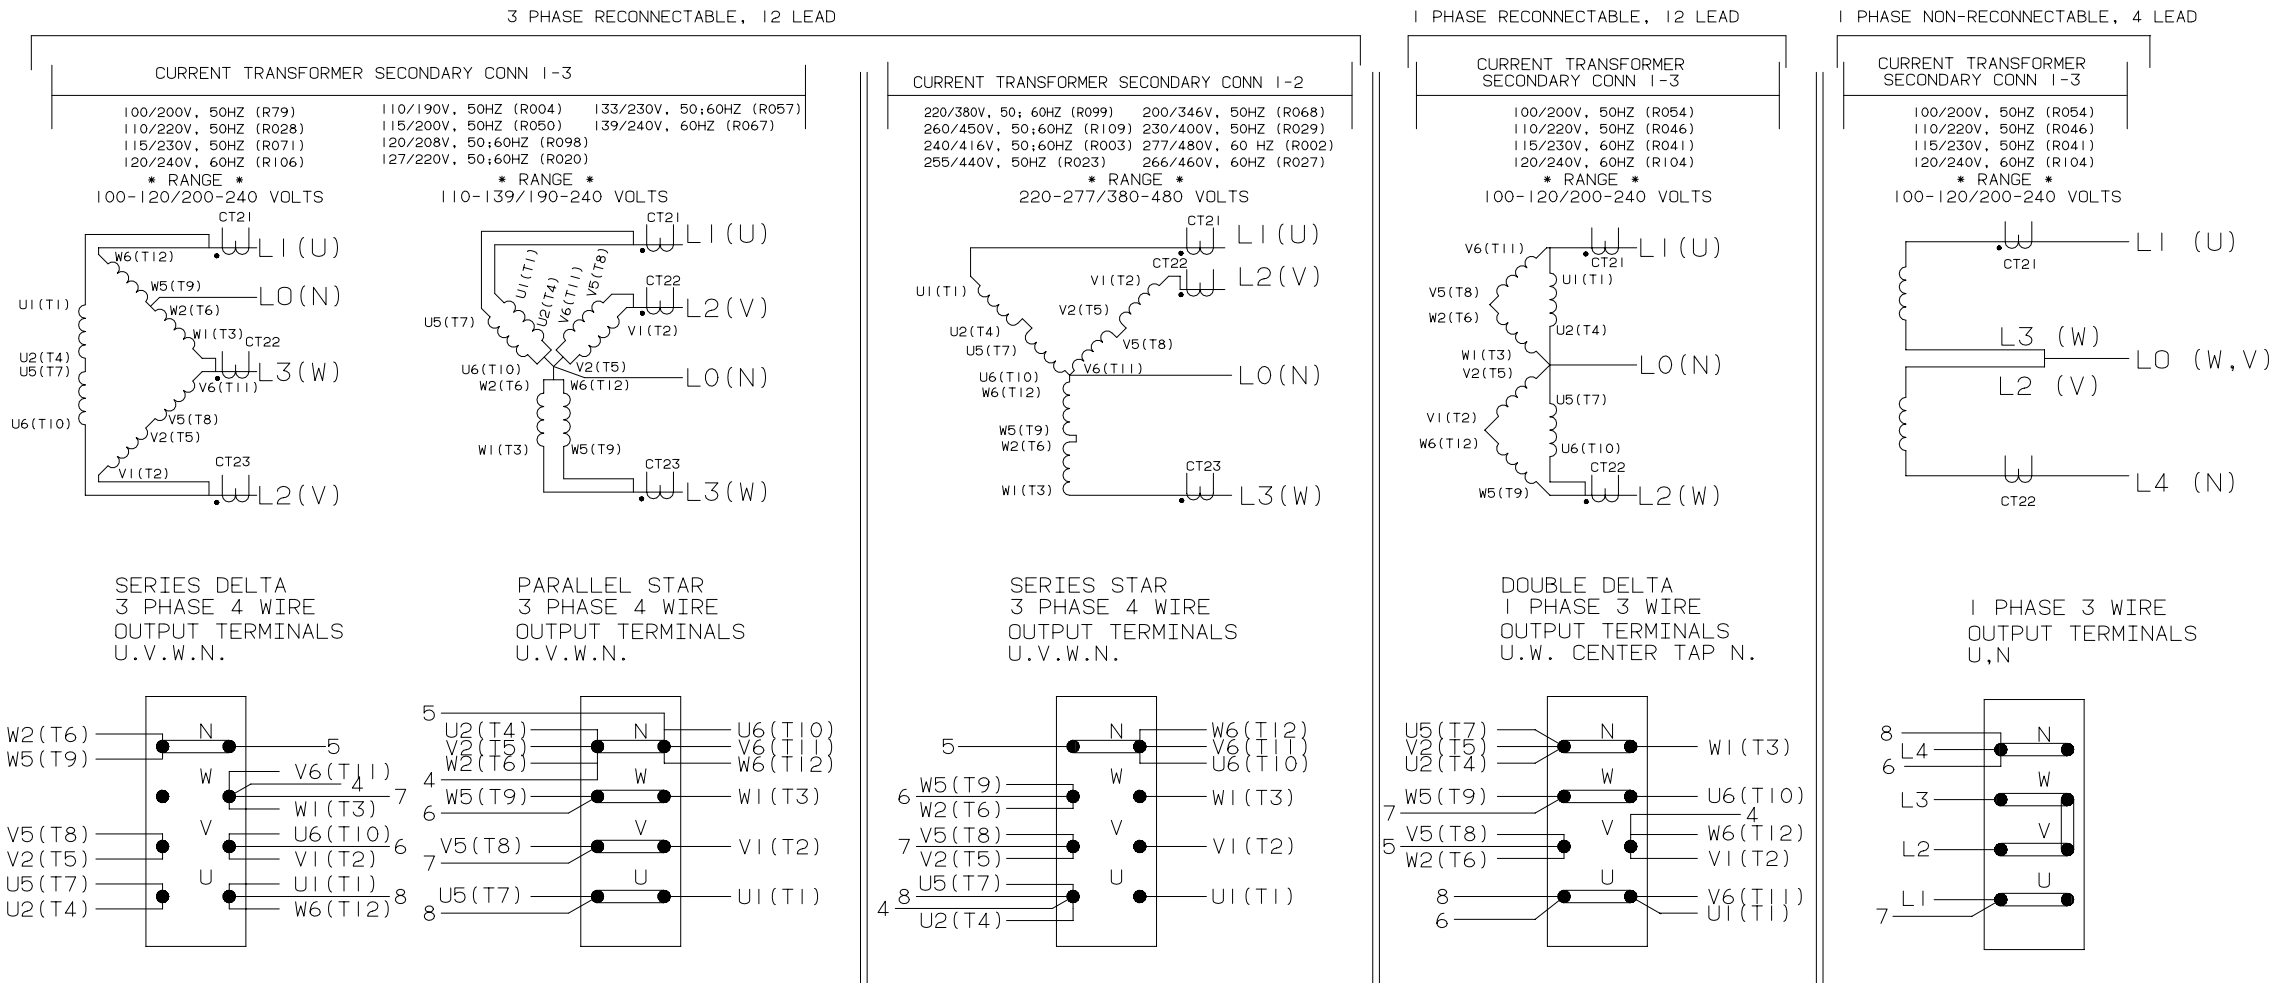 3 PHASE RECONNECTABLE, 12 LEAD
CURRENT TRANSFORMER SECONDARY CONN 1-3
100/200V, 50HZ (R79)
110/220V, 50HZ (R028)
115/230V, 50HZ (R071)
120/240V, 60HZ (R106)
* RANGE *
100-120/200-240 VOLTS
110/190V, 50HZ (R004) 133/230V, 50;60HZ (R057)
115/200V, 50HZ (R050) 139/240V, 60HZ (R067)
120/208V, 50;60HZ (R098)
127/220V, 50;60HZ (R020)
* RANGE *
110-139/190-240 VOLTS
CT21
L1(U)
W6(T12)
W5(T9)
L0(N)
U1(T1)
W2(T6)
W1(T3)
CT22
U2(T4)
U5(T7)
L3(W)
V6(T11)
U6(T10)
V5(T8)
V2(T5)
CT23
V1(T2)
L2(V)
CT21
L1(U)
U1(T1)
U2(T4)
V6(T11)
V5(T8)
CT22
L2(V)
U5(T7)
V1(T2)
U6(T10)
V2(T5)
W2(T6)
W6(T12)
L0(N)
W1(T3)
W5(T9)
CT23
L3(W)
SERIES DELTA
3 PHASE 4 WIRE
OUTPUT TERMINALS
U.V.W.N.
PARALLEL STAR
3 PHASE 4 WIRE
OUTPUT TERMINALS
U.V.W.N.
W2(T6)
W5(T9)
N
5
W
V6(T11)
4
7
W1(T3)
V5(T8)
V2(T5)
V
U6(T10)
6
V1(T2)
U5(T7)
U2(T4)
U
U1(T1)
8
W6(T12)
5
U2(T4)
V2(T5)
W2(T6)
4
N
U6(T10)
V6(T11)
W6(T12)
W5(T9)
6
W
W1(T3)
V5(T8)
7
V
V1(T2)
U5(T7)
8
U
U1(T1)
CURRENT TRANSFORMER SECONDARY CONN 1-2
220/380V, 50; 60HZ (R099) 200/346V, 50HZ (R068)
260/450V, 50;60HZ (R109) 230/400V, 50HZ (R029)
240/416V, 50;60HZ (R003) 277/480V, 60 HZ (R002)
255/440V, 50HZ (R023) 266/460V, 60HZ (R027)
* RANGE *
220-277/380-480 VOLTS
CT21
L1(U)
CT22
V1(T2)
L2(V)
U1(T1)
V2(T5)
U2(T4)
U5(T7)
V5(T8)
U6(T10)
V6(T11)
L0(N)
W6(T12)
W5(T9)
W2(T6)
CT23
W1(T3)
L3(W)
SERIES STAR
3 PHASE 4 WIRE
OUTPUT TERMINALS
U.V.W.N.
5
N
W6(T12)
V6(T11)
U6(T10)
W5(T9)
6
W2(T6)
W
W1(T3)
V5(T8)
7
V2(T5)
V
V1(T2)
U5(T7)
8
4
U2(T4)
U
U1(T1)
1 PHASE RECONNECTABLE, 12 LEAD
CURRENT TRANSFORMER
SECONDARY CONN 1-3
100/200V, 50HZ (R054)
110/220V, 50HZ (R046)
115/230V, 60HZ (R041)
120/240V, 60HZ (R104)
* RANGE *
100-120/200-240 VOLTS
V6(T11)
L1(U)
CT21
U1(T1)
V5(T8)
W2(T6)
U2(T4)
W1(T3)
V2(T5)
L0(N)
U5(T7)
V1(T2)
W6(T12)
U6(T10)
CT22
W5(T9)
L2(W)
DOUBLE DELTA
1 PHASE 3 WIRE
OUTPUT TERMINALS
U.W. CENTER TAP N.
U5(T7)
V2(T5)
U2(T4)
N
W1(T3)
W5(T9)
7
W
U6(T10)
4
V5(T8)
5
W2(T6)
V
W6(T12)
V1(T2)
8
6
U
V6(T11)
U1(T1)
1 PHASE NON-RECONNECTABLE, 4 LEAD
CURRENT TRANSFORMER
SECONDARY CONN 1-3
100/200V, 50HZ (R054)
110/220V, 50HZ (R046)
115/230V, 50HZ (R041)
120/240V, 60HZ (R104)
* RANGE *
100-120/200-240 VOLTS
L1 (U)
CT21
L3 (W)
L0 (W,V)
L2 (V)
L4 (N)
CT22
1 PHASE 3 WIRE
OUTPUT TERMINALS
U,N
8
L4
6
N
L3
W
L2
V
L1
7
U